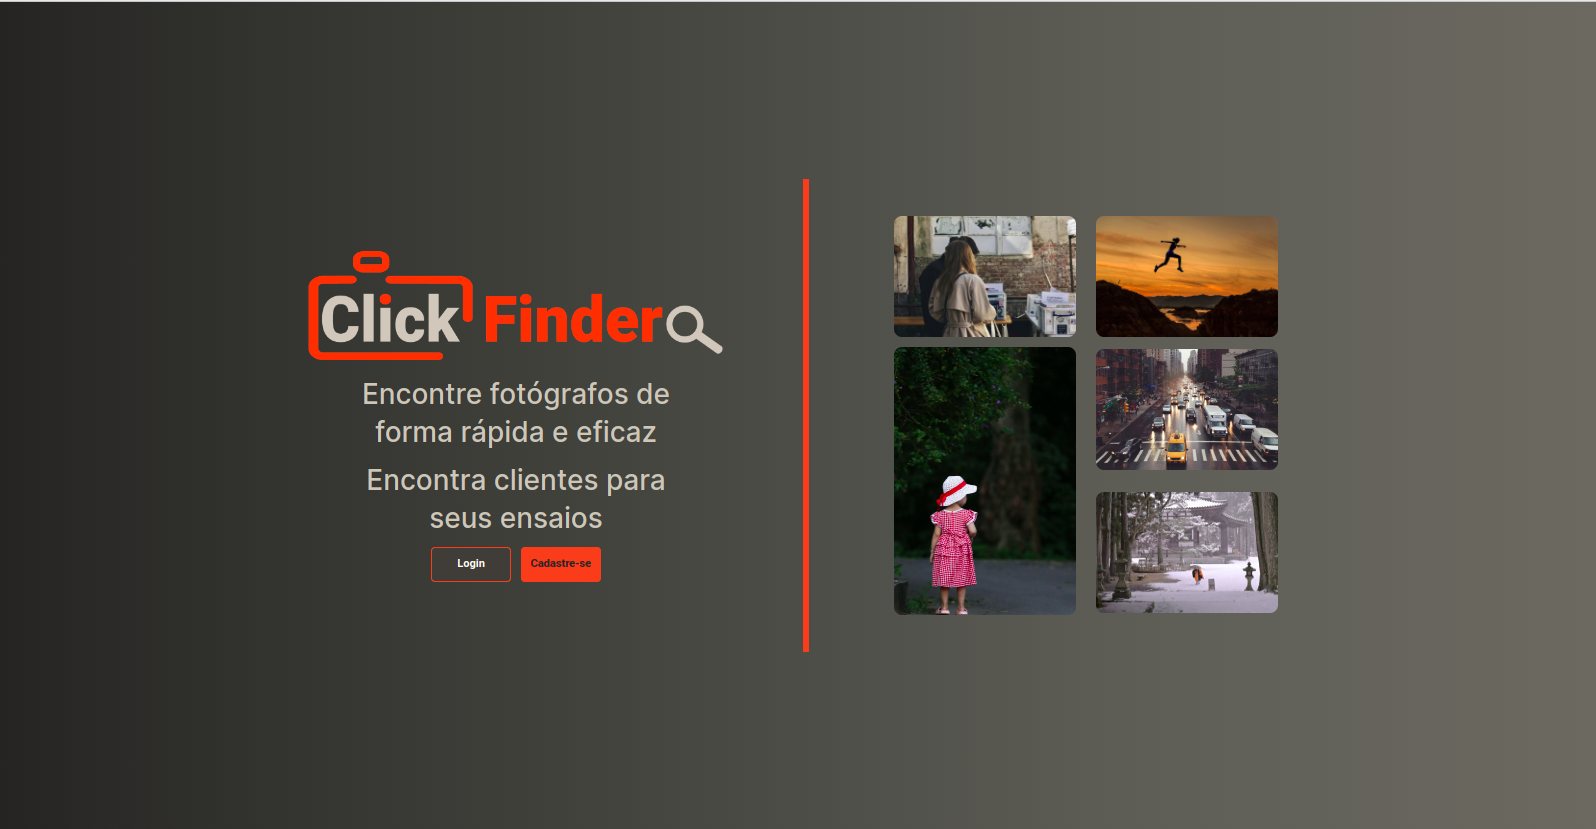 Click Finder
Encontre fotógrafos de
forma rápida e eficaz
Encontra clientes para
seus ensaios
Login
Cadastre-se